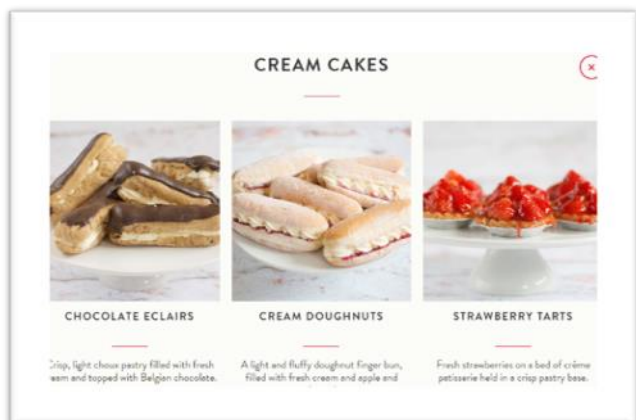 CREAM CAKES
CHOCOLATE ECLAIRS
Crisp, light choux pastry filled with fresh
cream and topped with Belgian chocolate.
CREAM DOUGHNUTS
A light and fluffy doughnut finger bun,
filled with fresh cream and apple and
STRAWBERRY TARTS
Fresh strawberries on a bed of crème
patisserie held in a crisp pastry base.